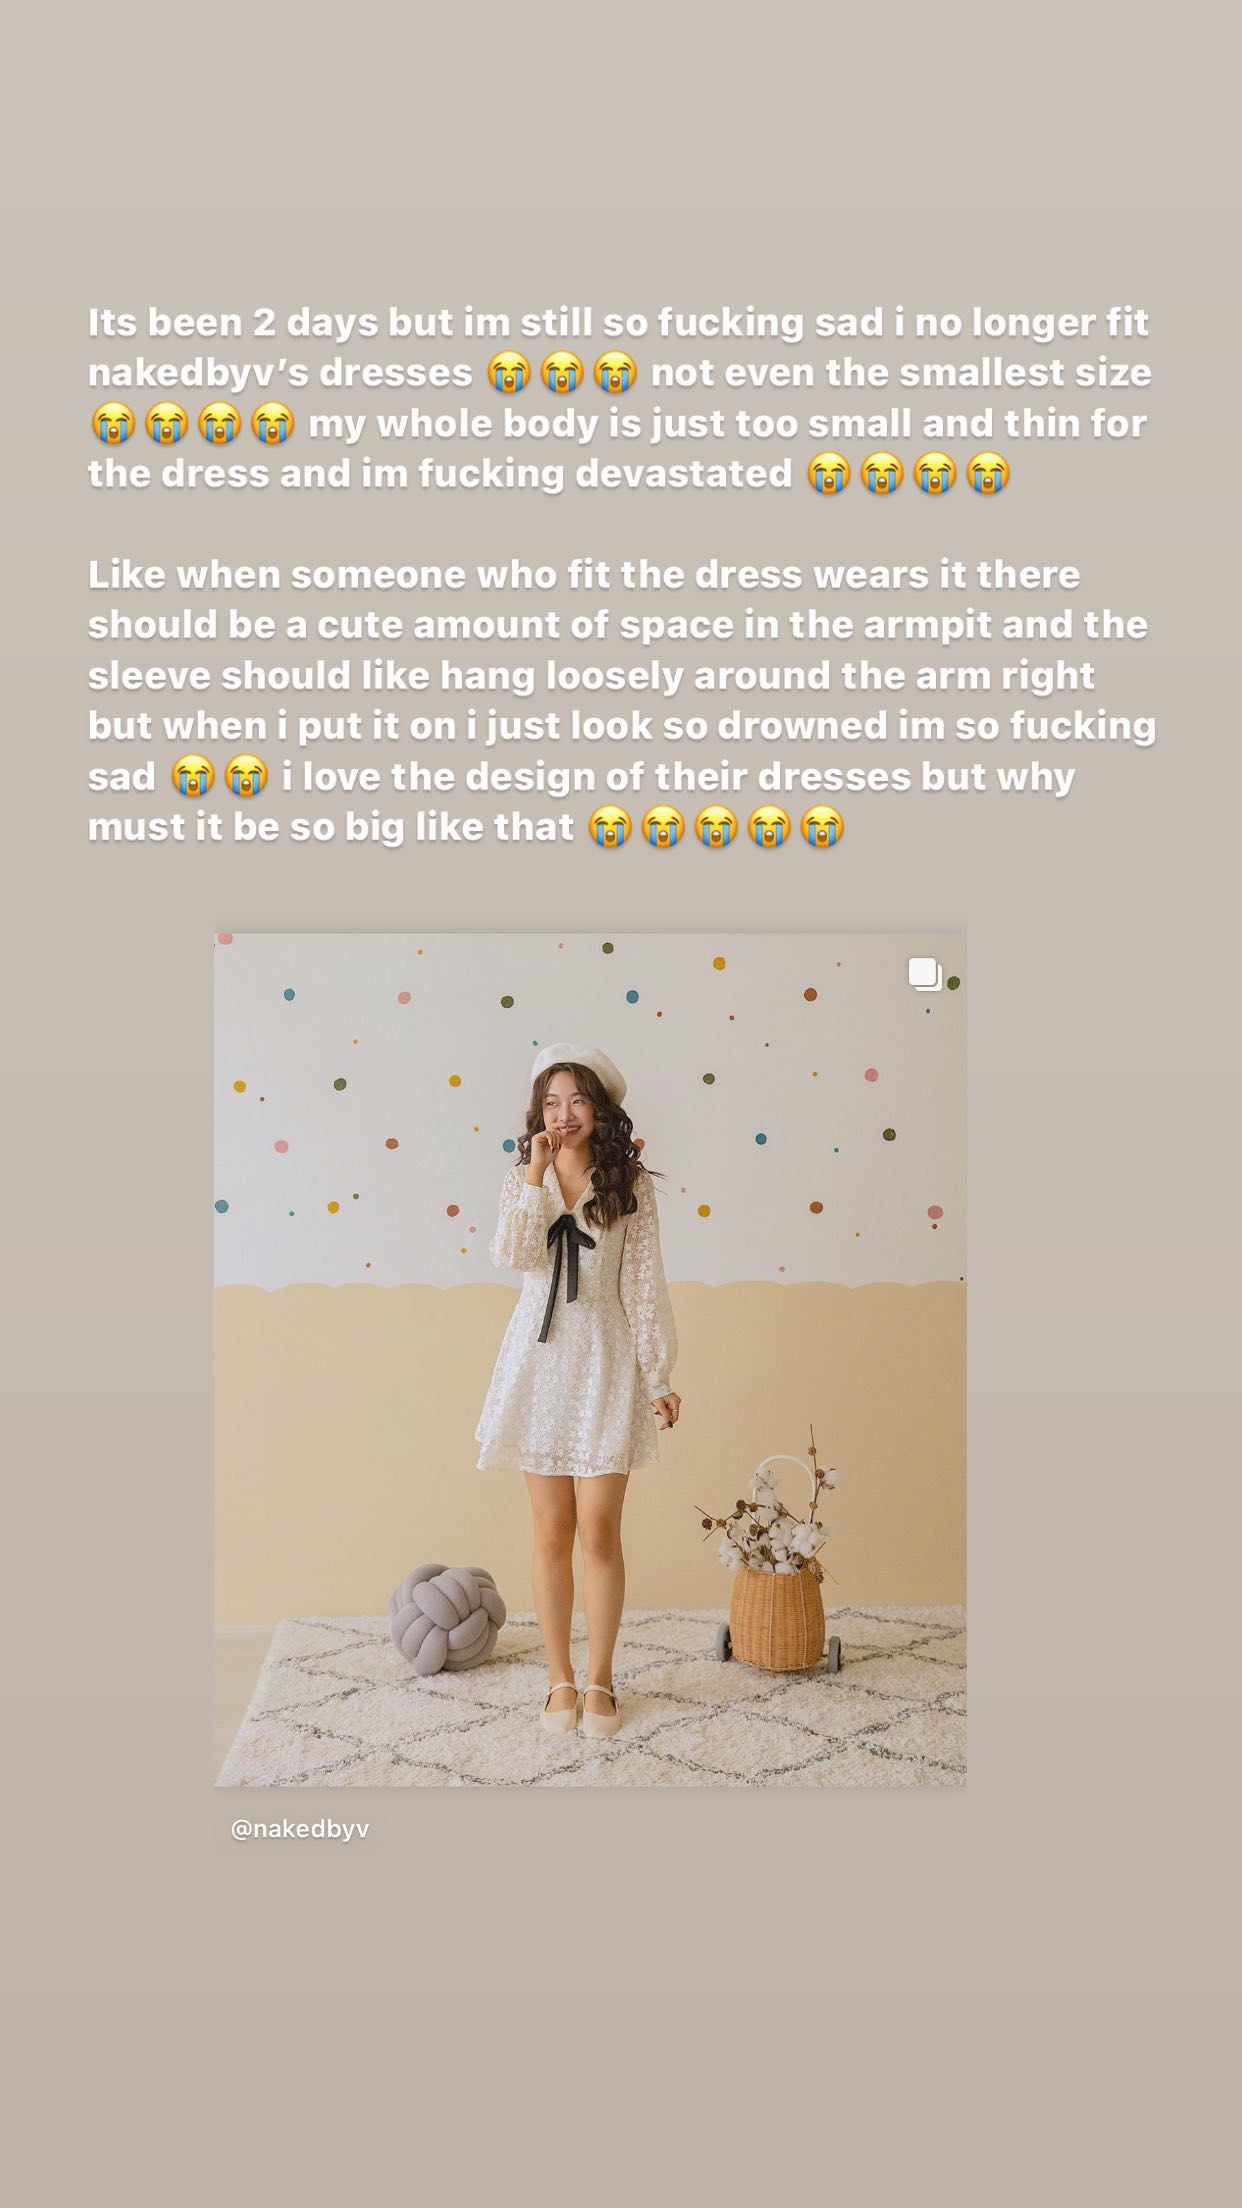 Its been 2 days but im still so fucking sad i no longer fit
nakedbyv’s dresses 😭😭😭 not even the smallest size
😭😭😭😭 my whole body is just too small and thin for
the dress and im fucking devastated 😭😭😭😭
Like when someone who fit the dress wears it there
should be a cute amount of space in the armpit and the
sleeve should like hang loosely around the arm right
but when i put it on i just look so drowned im so fucking
sad 😭😭 i love the design of their dresses but why
must it be so big like that 😭😭😭😭😭
@nakedbyv